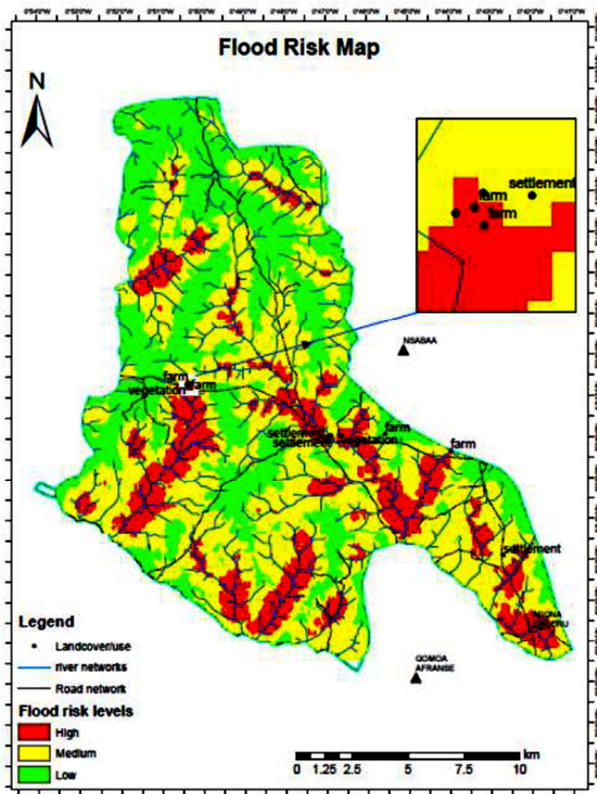 Flood Risk Map
N
farm
settlement
farm
NSABAA
farm
farm
vegetation
farm
settlement
vegetation
settlement
farm
settlement
GOMOA
AFRANSE
Legend
Landcover/use
river networks
Road network
Flood risk levels
High
Medium
Low
km
0 1.25 2.5 5 7.5 10